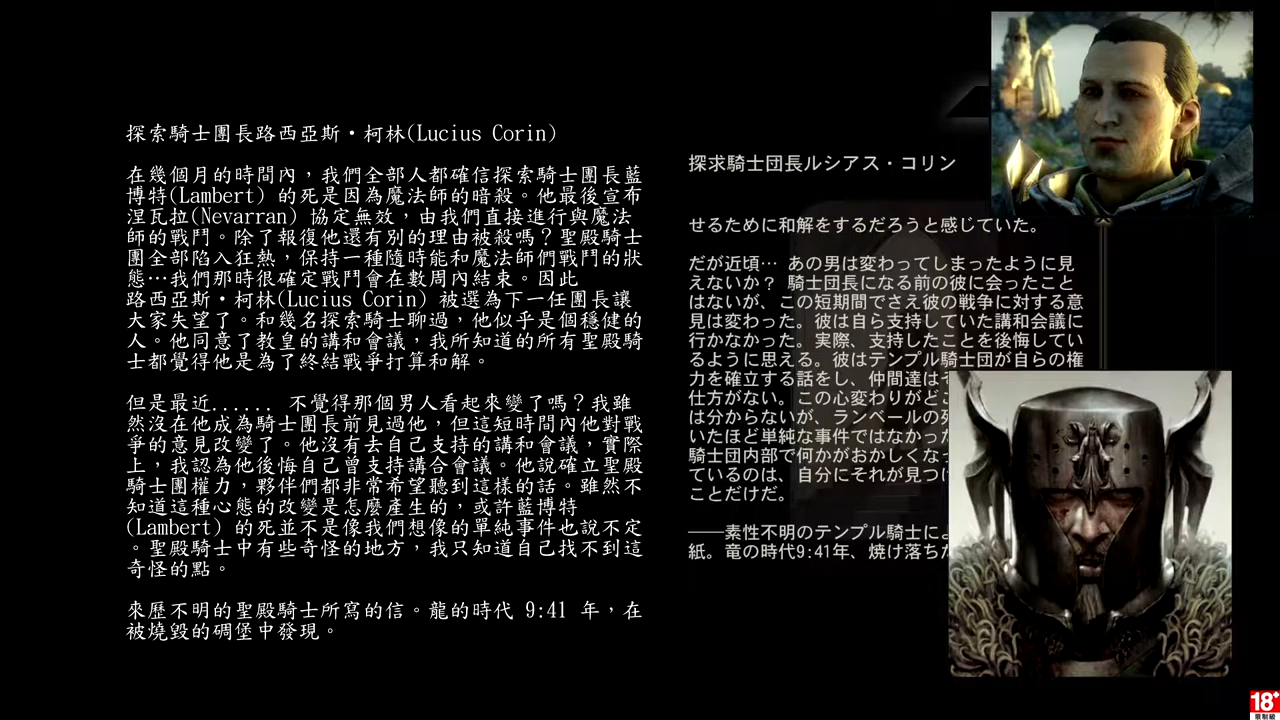 探索騎士團長路西亞斯·柯林(Lucius Corin)
在幾個月的時間內，我們全部人都確信探索騎士團長藍
博特(Lambert) 的死是因為魔法師的暗殺。他最後宣布
涅瓦拉(Nevarran) 協定無效，由我們直接進行與魔法
師的戰鬥。除了報復他還有別的理由被殺嗎？聖殿騎士
團全部陷入狂熱，保持一種隨時能和魔法師們戰鬥的狀
態…我們那時很確定戰鬥會在數周內結束。因此
路西亞斯·柯林(Lucius Corin) 被選為下一任團長讓
大家失望了。和幾名探索騎士聊過，他似乎是個穩健的
人。他同意了教皇的講和會議，我所知道的所有聖殿騎
士都覺得他是為了終結戰爭打算和解。
但是最近...... 不覺得那個男人看起來變了嗎？我雖
然沒在他成為騎士團長前見過他，但這短時間內他對戰
爭的意見改變了。他沒有去自己支持的講和會議，實際
上，我認為他後悔自己曾支持講合會議。他說確立聖殿
騎士團權力，夥伴們都非常希望聽到這樣的話。雖然不
知道這種心態的改變是怎麼產生的，或許藍博特
(Lambert) 的死並不是像我們想像的單純事件也說不定
。聖殿騎士中有些奇怪的地方，我只知道自己找不到這
奇怪的點。
來歷不明的聖殿騎士所寫的信。龍的時代 9:41 年，在
被燒毀的碉堡中發現。
探求騎士団長ルシアス・コリン
せるために和解をするだろうと感じていた。
だが近頃… あの男は変わってしまったように見
えないか？ 騎士団長になる前の彼に会ったこと
はないが、この短期間でさえ彼の戦争に対する意
見は変わった。彼は自ら支持していた講和会議に
行かなかった。実際、支持したことを後悔してい
るように思える。彼はテンプル騎士団が自らの権
力を確立する話をし、仲間達は
仕方がない。この心変わりがど
は分からないが、ランベールの
いたほど単純な事件ではなかっ
騎士団内部で何かがおかしくな
ているのは、自分にそれが見つ
ことだけだ。
──素性不明のテンプル騎士に
紙。竜の時代9:41年、焼け落ち
18+
限制級